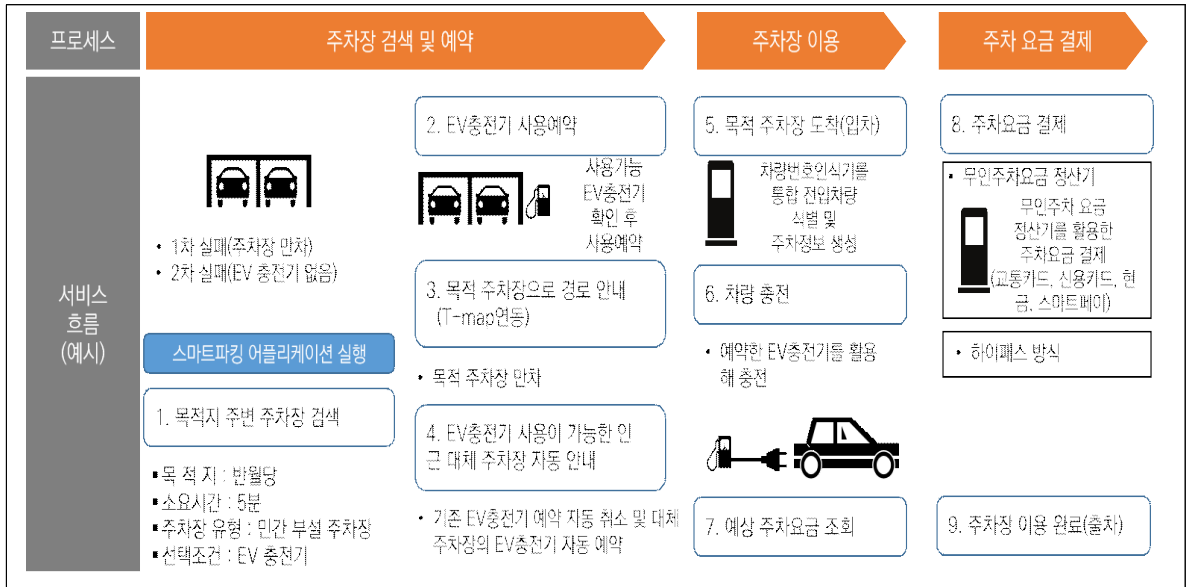 프로세스
주차장 검색 및 예약
주차장 이용
주차 요금 결제
서비스
흐름
(예시)
• 1차 실패(주차장 만차)
• 2차 실패(EV 충전기 없음)
스마트파킹 어플리케이션 실행
1. 목적지 주변 주차장 검색
▪목 적 지 : 반월당
▪소요시간 : 5분
▪주차장 유형 : 민간 부설 주차장
▪선택조건 : EV 충전기
2. EV충전기 사용예약
사용가능
EV충전기
확인 후
사용예약
3. 목적 주차장으로 경로 안내
(T-map연동)
• 목적 주차장 만차
4. EV충전기 사용이 가능한 인
근 대체 주차장 자동 안내
• 기존 EV충전기 예약 자동 취소 및 대체
주차장의 EV충전기 자동 예약
5. 목적 주차장 도착(입차)
차량번호인식기를
통합 전입차량
식별 및
주차정보 생성
6. 차량 충전
• 예약한 EV충전기를 활용
해 충전
7. 예상 주차요금 조회
8. 주차요금 결제
• 무인주차요금 정산기
무인주차 요금
정산기를 활용한
주차요금 결제
(교통카드, 신용카드, 현
금, 스마트페이)
• 하이패스 방식
9. 주차장 이용 완료(출차)